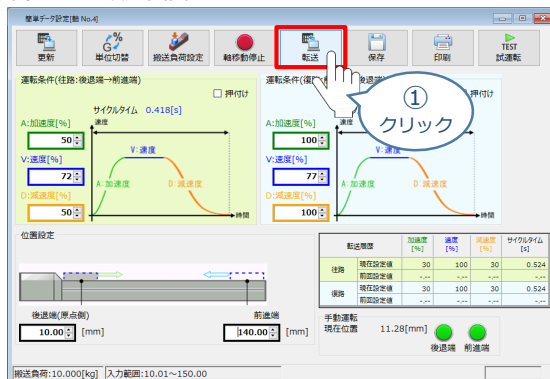 簡単データ設定[軸 No.4]
更新
単位切替
搬送負荷設定
軸移動停止
転送
保存
印刷
TEST
試運転
運転条件(往路:後退端→前進端)
押付け
サイクルタイム 0.418[s]
A:加速度[%]
50
V:速度[%]
72
D:減速度[%]
50
速度
V:速度
A:加速度
D:減速度
時間
運転条件(復路
後退端)
押付け
A:加速度[%]
100
V:速度[%]
77
D:減速度[%]
100
速度
V:速度
A:加速度
D:減速度
時間
①
クリック
位置設定
後退端(原点側)
10.00 [mm]
前進端
140.00 [mm]
転送履歴 加速度[%] 速度[%] 減速度[%] サイクルタイム[s]
往路 現在設定値 30 100 30 0.524
前回設定値 -.-- -.-- -.-- -.--
復路 現在設定値 30 100 30 0.524
前回設定値 -.-- -.-- -.-- -.--
手動運転
現在位置 11.28[mm]
後退端 前進端
搬送負荷:10.000[kg] 入力範囲:10.01～150.00